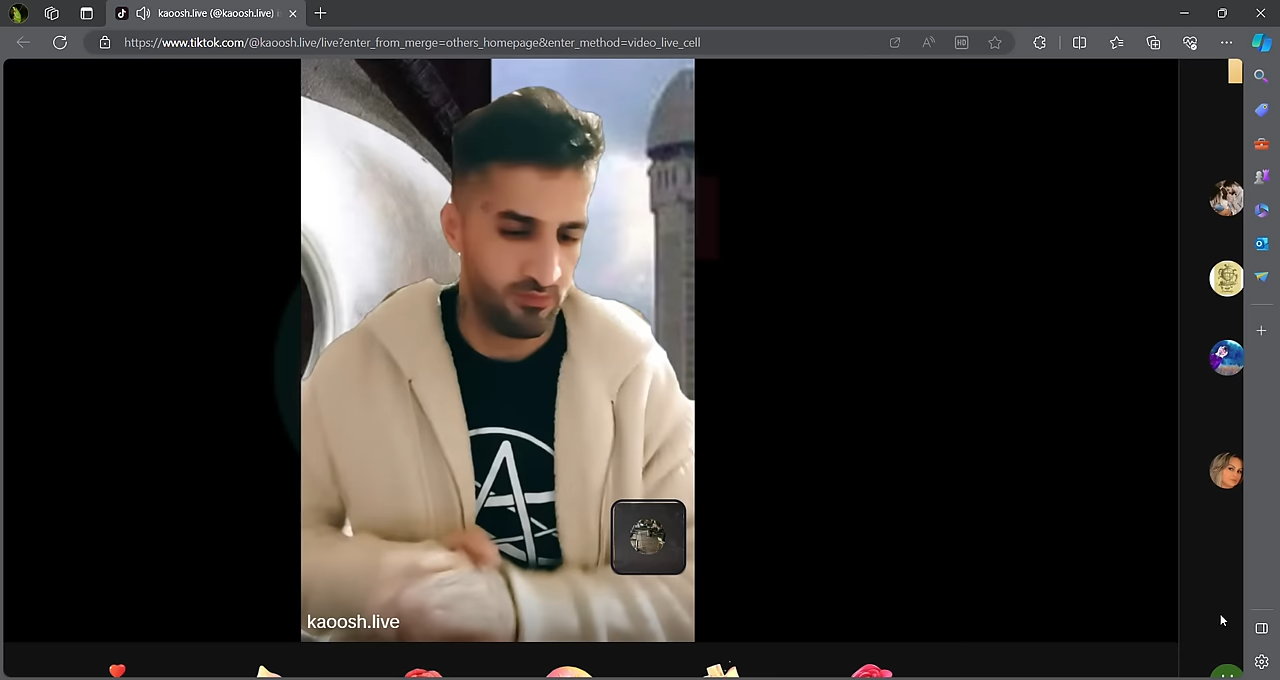 kaoosh.live (@kaoosh.live) i
https://www.tiktok.com/@kaoosh.live/live?enter_from_merge=others_homepage&enter_method=video_live_cell
kaoosh.live